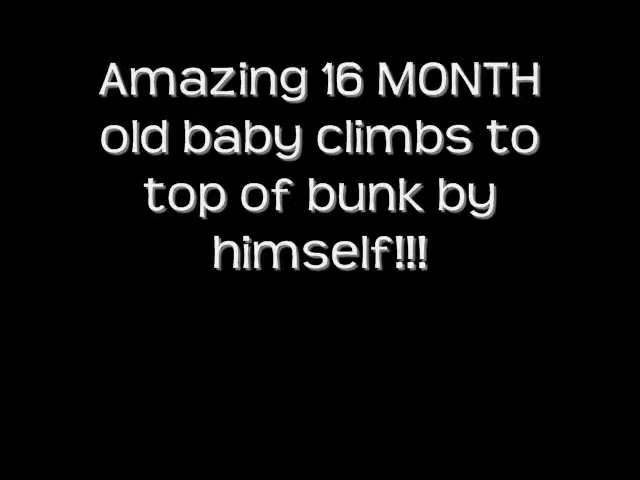 Amazing 16 MONTH
old baby climbs to
top of bunk by
himself!!!